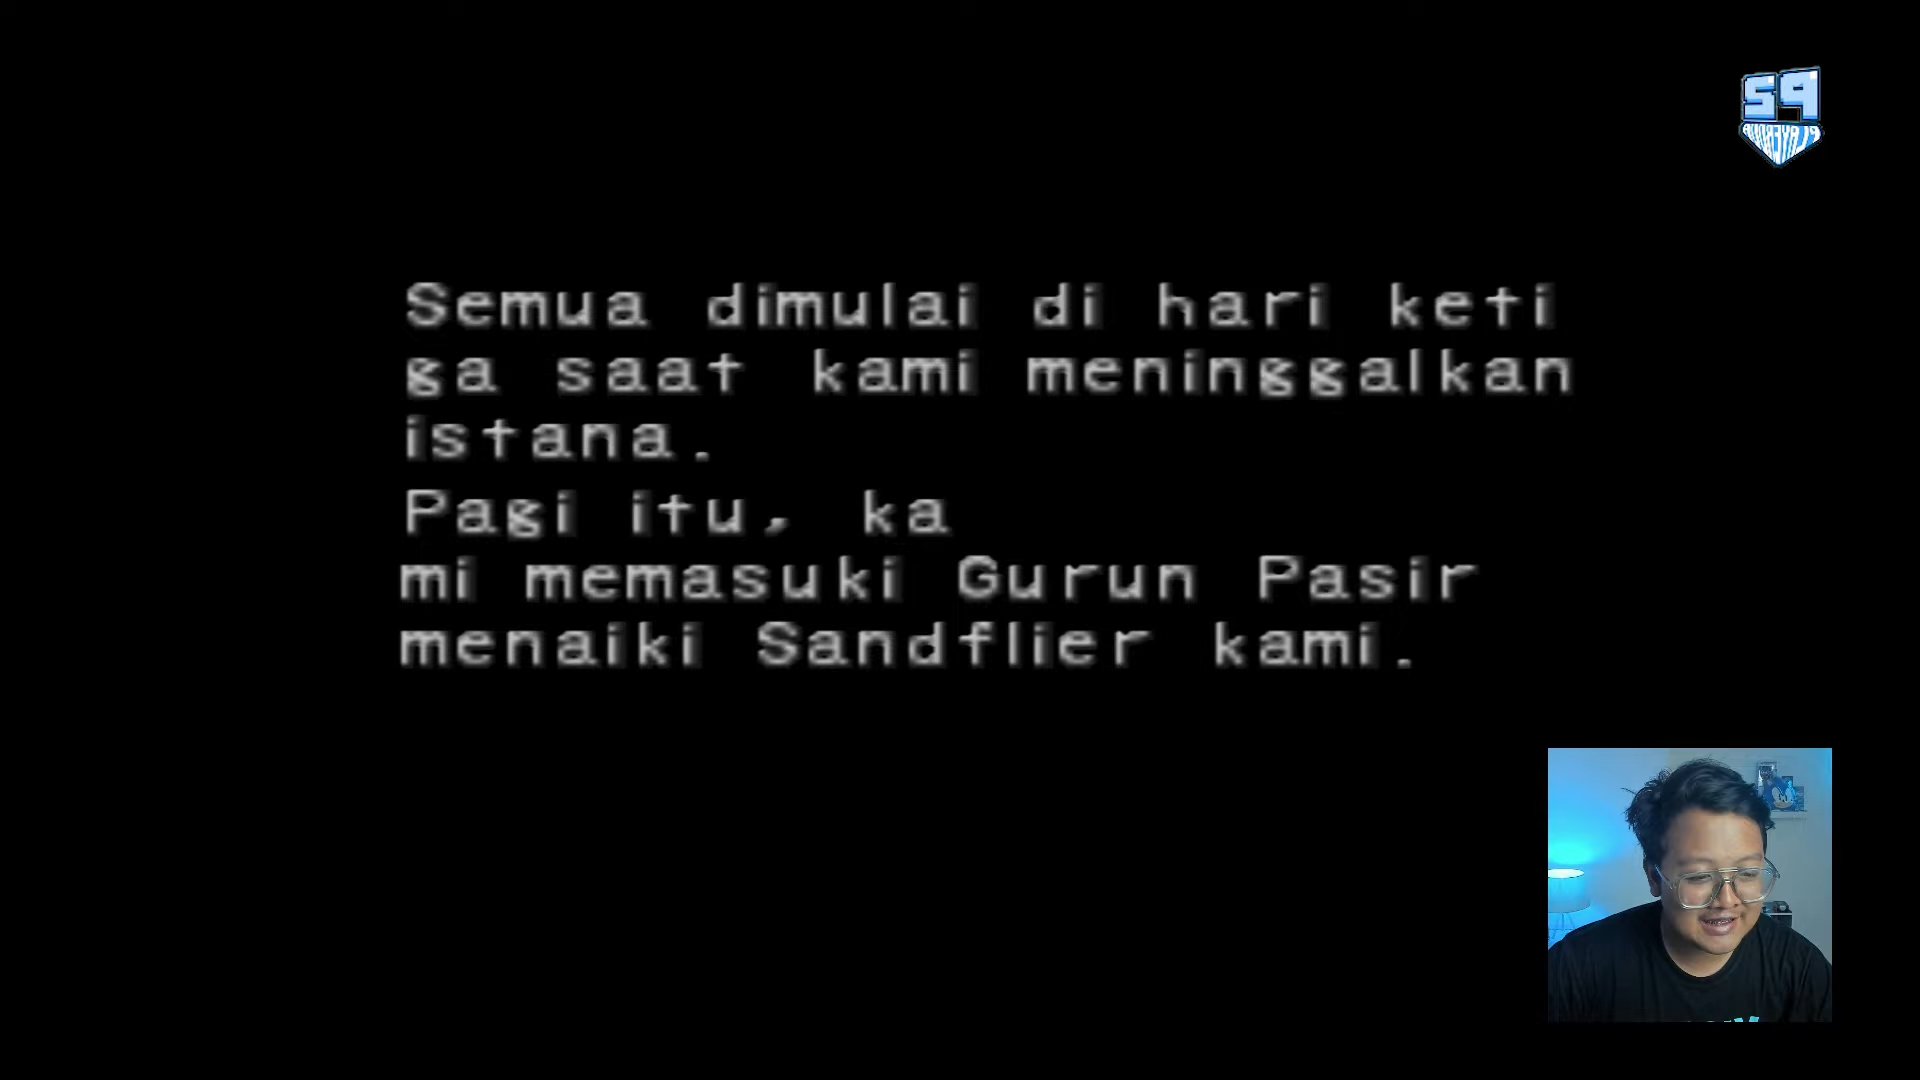 Semua dimulai di hari keti
ga saat kami meninggalkan
istana.
Pagi itu, ka
mi memasuki Gurun Pasir
menaiki Sandflier kami.